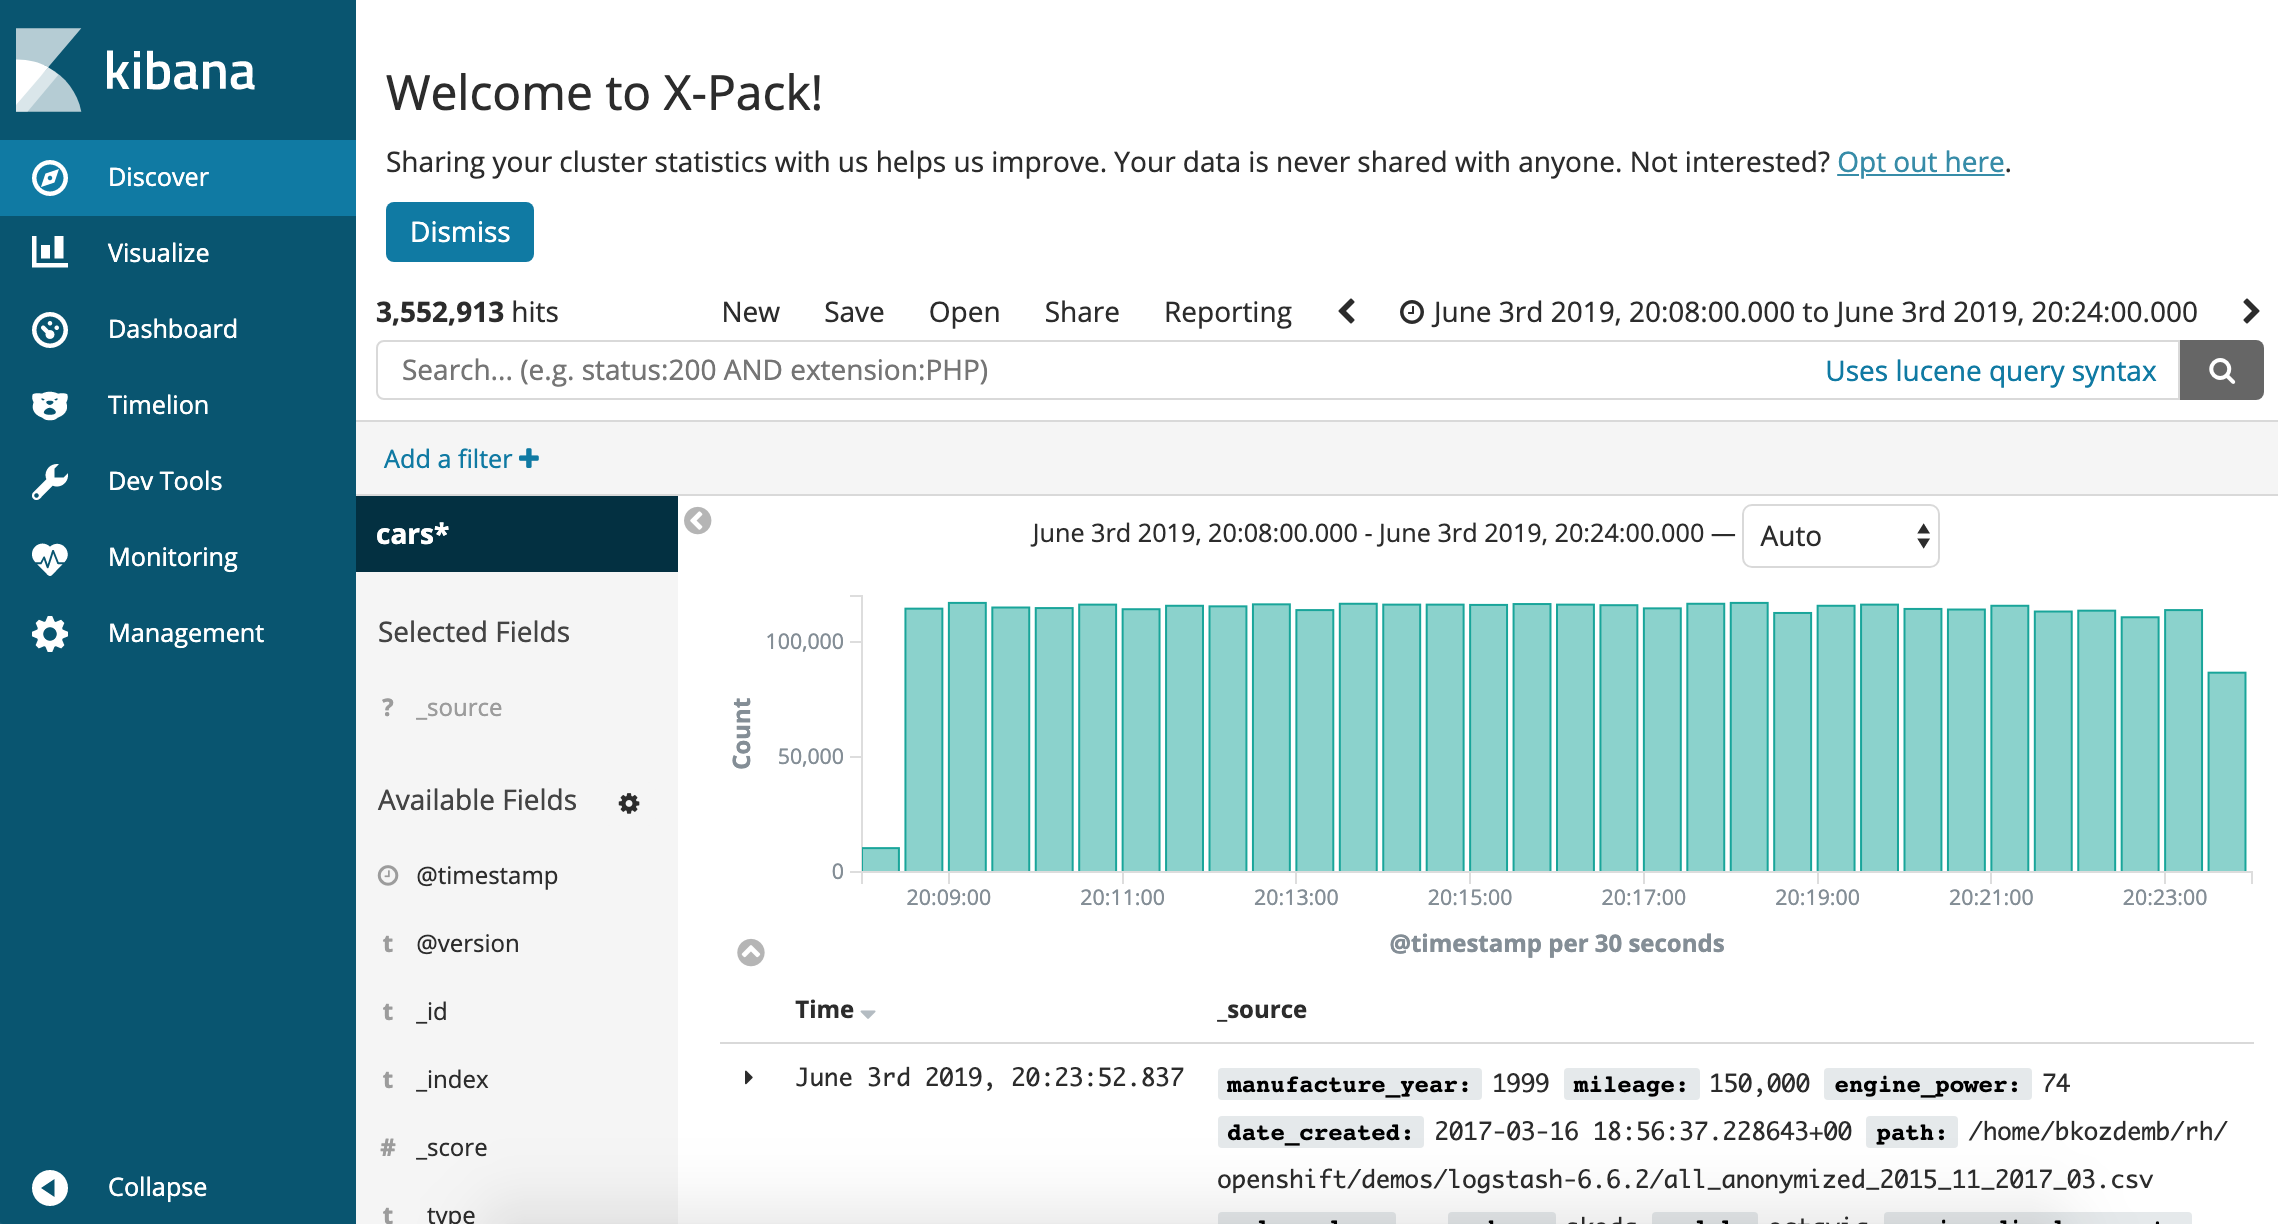 kibana
Discover
Visualize
Dashboard
Timelion
Dev Tools
Monitoring
Management
Collapse
Welcome to X-Pack!
Sharing your cluster statistics with us helps us improve. Your data is never shared with anyone. Not interested? Opt out here.
Dismiss
3,552,913 hits
New Save Open Share Reporting
June 3rd 2019, 20:08:00.000 to June 3rd 2019, 20:24:00.000
Search... (e.g. status:200 AND extension:PHP)
Uses lucene query syntax
Add a filter
cars*
Selected Fields
? _source
Available Fields
@timestamp
t @version
t _id
t _index
# _score
t _type
June 3rd 2019, 20:08:00.000 - June 3rd 2019, 20:24:00.000 —
Auto
Count
100,000
50,000
0
20:09:00 20:11:00 20:13:00 20:15:00 20:17:00 20:19:00 20:21:00 20:23:00
@timestamp per 30 seconds
Time _source
June 3rd 2019, 20:23:52.837
manufacture_year: 1999 mileage: 150,000 engine_power: 74
date_created: 2017-03-16 18:56:37.228643+00 path: /home/bkozdemb/rh/
openshift/demos/logstash-6.6.2/all_anonymized_2015_11_2017_03.csv